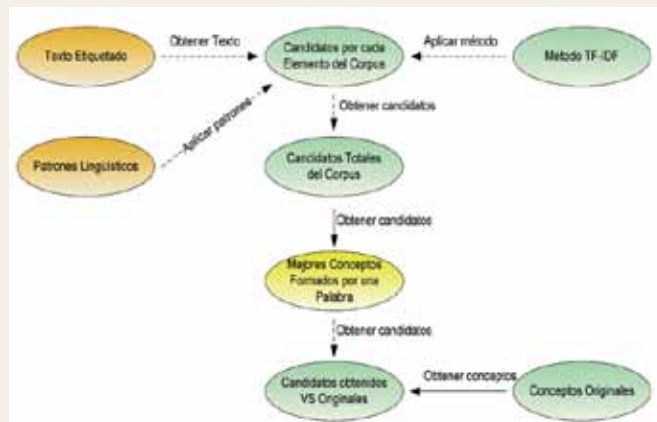 Texto Etiquetado
Obtener Texto
Candidatos por cada
Elemento del Corpus
Aplicar método
Metodo TF-IDF
Aplicar patrones
Obtener candidatos
Patrones Lingüísticos
Candidatos Totales
del Corpus
Obtener candidatos
Mejores Conceptos
Formados por una
Palabra
Obtener candidatos
Candidatos obtenidos
VS Originales
Obtener conceptos
Conceptos Originales